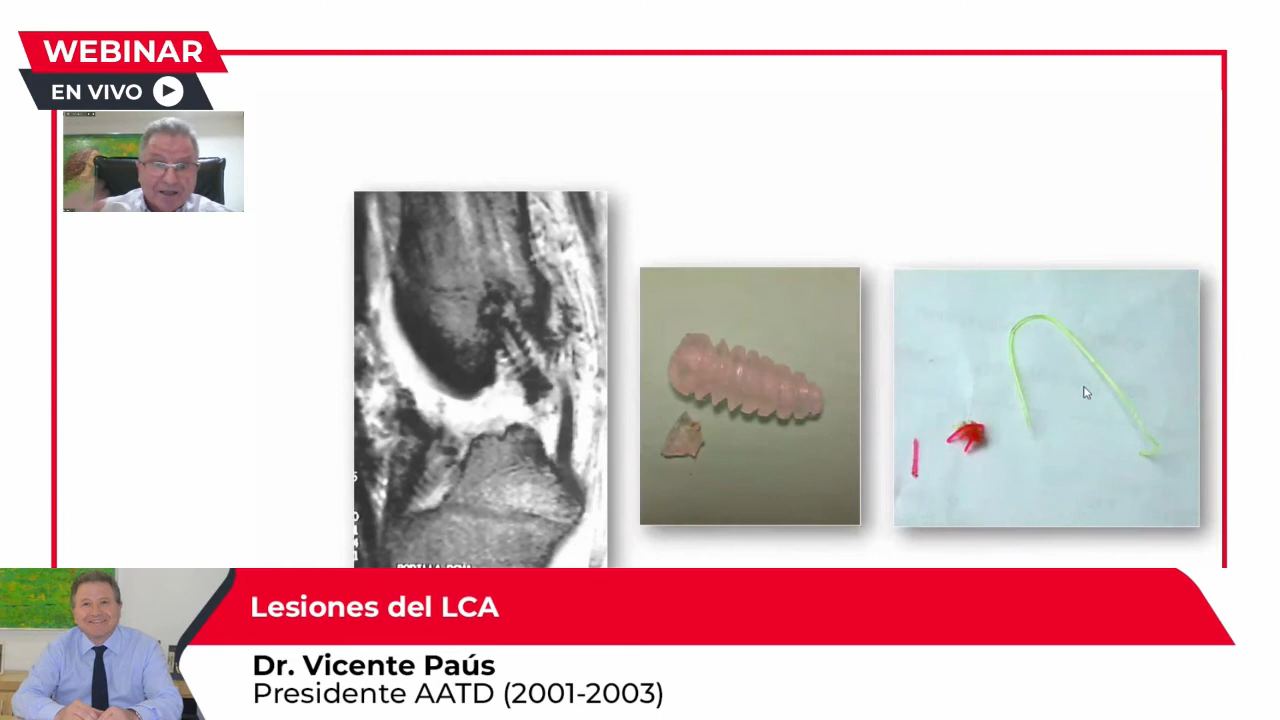 WEBINAR
EN VIVO
Lesiones del LCA
Dr. Vicente Paús
Presidente AATD (2001-2003)